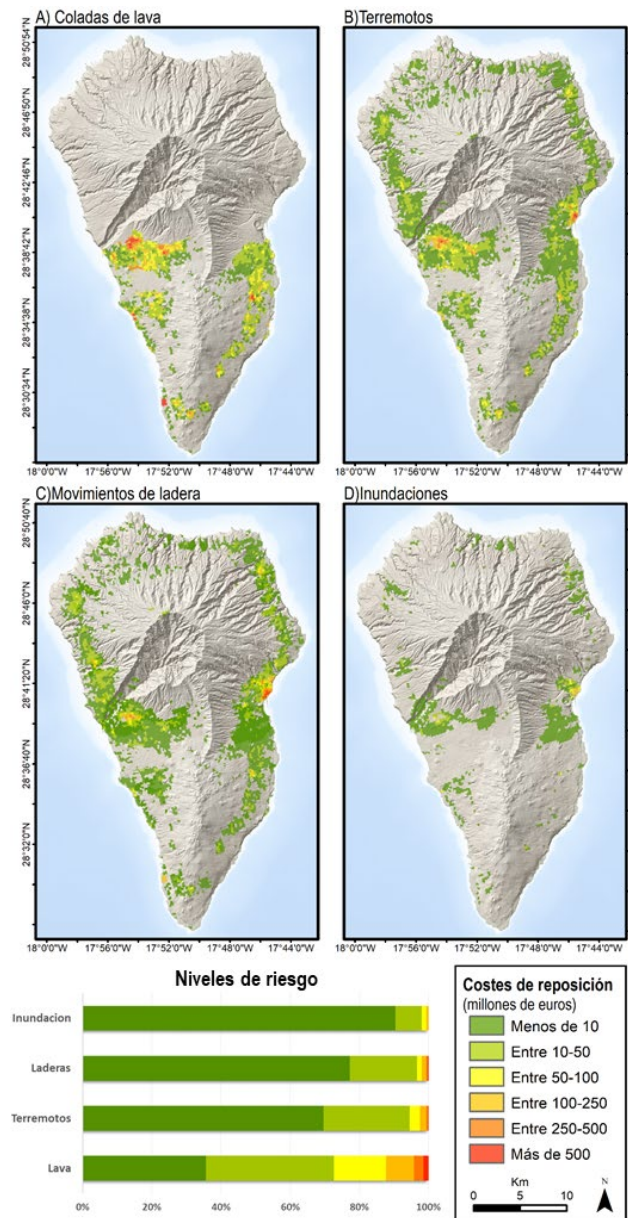 A) Coladas de lava
B)Terremotos
28°50'54"N
28°46'50"N
28°42'46"N
28°38'42"N
28°34'38"N
28°30'34"N
18°0'0"W
17°56'0"W
17°52'0"W
17°48'0"W
17°44'0"W
18°0'0"W
17°56'0"W
17°52'0"W
17°48'0"W
17°44'0"W
C)Movimientos de ladera
D)Inundaciones
28°50'40"N
28°46'0"N
28°41'20"N
28°36'40"N
28°32'0"N
18°0'0"W
17°56'0"W
17°52'0"W
17°48'0"W
17°44'0"W
18°0'0"W
17°56'0"W
17°52'0"W
17°48'0"W
17°44'0"W
Niveles de riesgo
Inundacion
Laderas
Terremotos
Lava
0%
20%
40%
60%
80%
100%
Costes de reposición
(millones de euros)
Menos de 10
Entre 10-50
Entre 50-100
Entre 100-250
Entre 250-500
Más de 500
Km
N
0 5 10